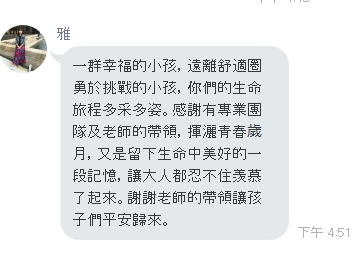 雅
一群幸福的小孩, 遠離舒適圈
勇於挑戰的小孩, 你們的生命
旅程多采多姿。感謝有專業團
隊及老師的帶領, 揮灑青春歲
月, 又是留下生命中美好的一
段記憶, 讓大人都忍不住羨慕
了起來。謝謝老師的帶領讓孩
子們平安歸來。
下午 4:51